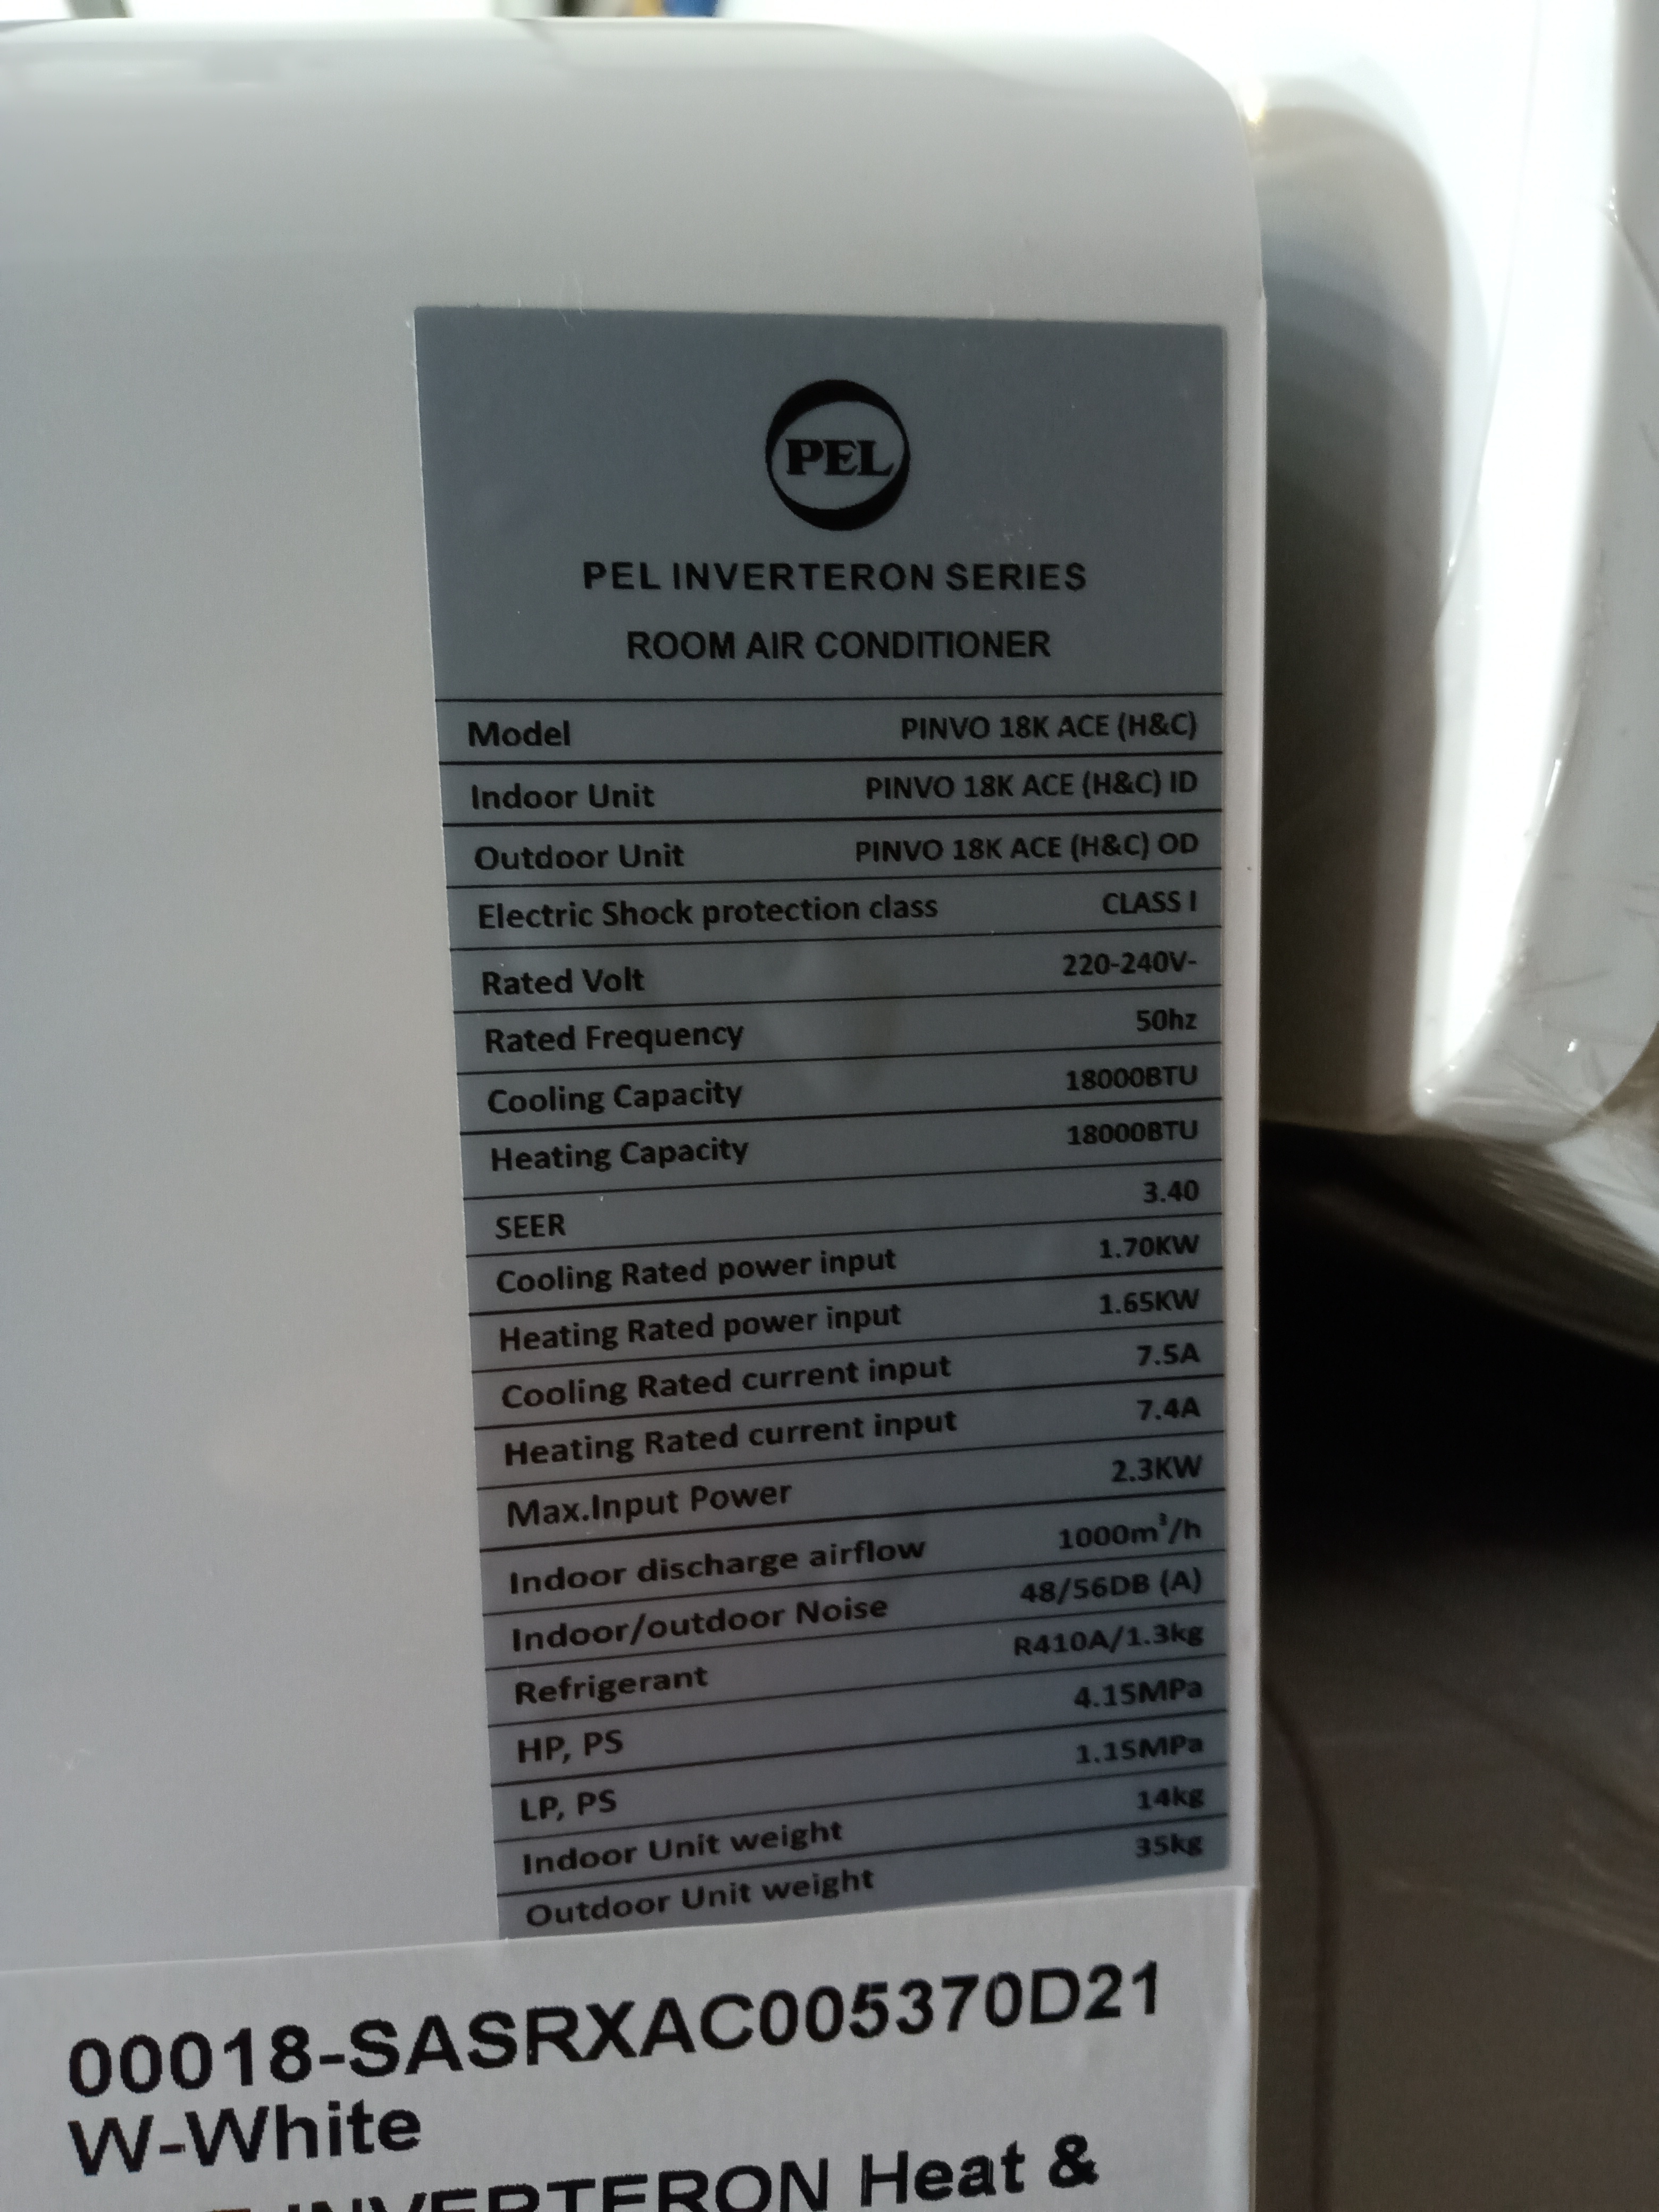 PEL
PEL INVERTERON SERIES
ROOM AIR CONDITIONER
Model PINVO 18K ACE (H&C)
Indoor Unit PINVO 18K ACE (H&C) ID
Outdoor Unit PINVO 18K ACE (H&C) OD
Electric Shock protection class CLASS I
Rated Volt 220-240V-
Rated Frequency 50hz
Cooling Capacity 18000BTU
Heating Capacity 18000BTU
SEER 3.40
Cooling Rated power input 1.70KW
Heating Rated power input 1.65KW
Cooling Rated current input 7.5A
Heating Rated current input 7.4A
Max.Input Power 2.3KW
Indoor discharge airflow 1000m³/h
Indoor/outdoor Noise 48/56DB (A)
Refrigerant R410A/1.3kg
HP, PS 4.15MPa
LP, PS 1.15MPa
Indoor Unit weight 14kg
Outdoor Unit weight 35kg
00018-SASRXAC005370D21
W-White
INVERTERON Heat &